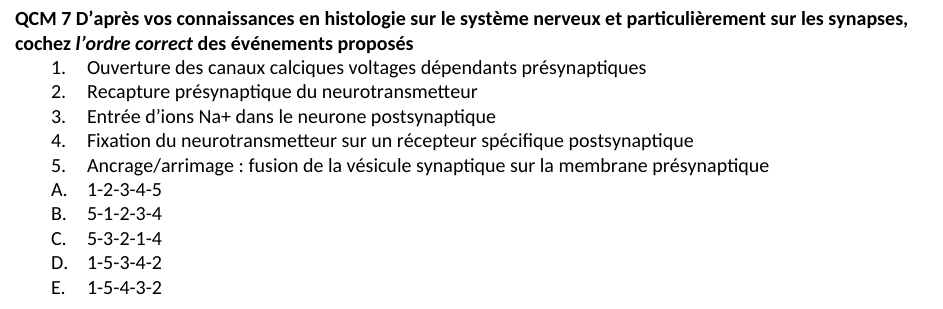 QCM 7 D’après vos connaissances en histologie sur le système nerveux et particulièrement sur les synapses,
cochez l’ordre correct des événements proposés
1. Ouverture des canaux calciques voltages dépendants présynaptiques
2. Recapture présynaptique du neurotransmetteur
3. Entrée d’ions Na+ dans le neurone postsynaptique
4. Fixation du neurotransmetteur sur un récepteur spécifique postsynaptique
5. Ancrage/arrimage : fusion de la vésicule synaptique sur la membrane présynaptique
A. 1-2-3-4-5
B. 5-1-2-3-4
C. 5-3-2-1-4
D. 1-5-3-4-2
E. 1-5-4-3-2